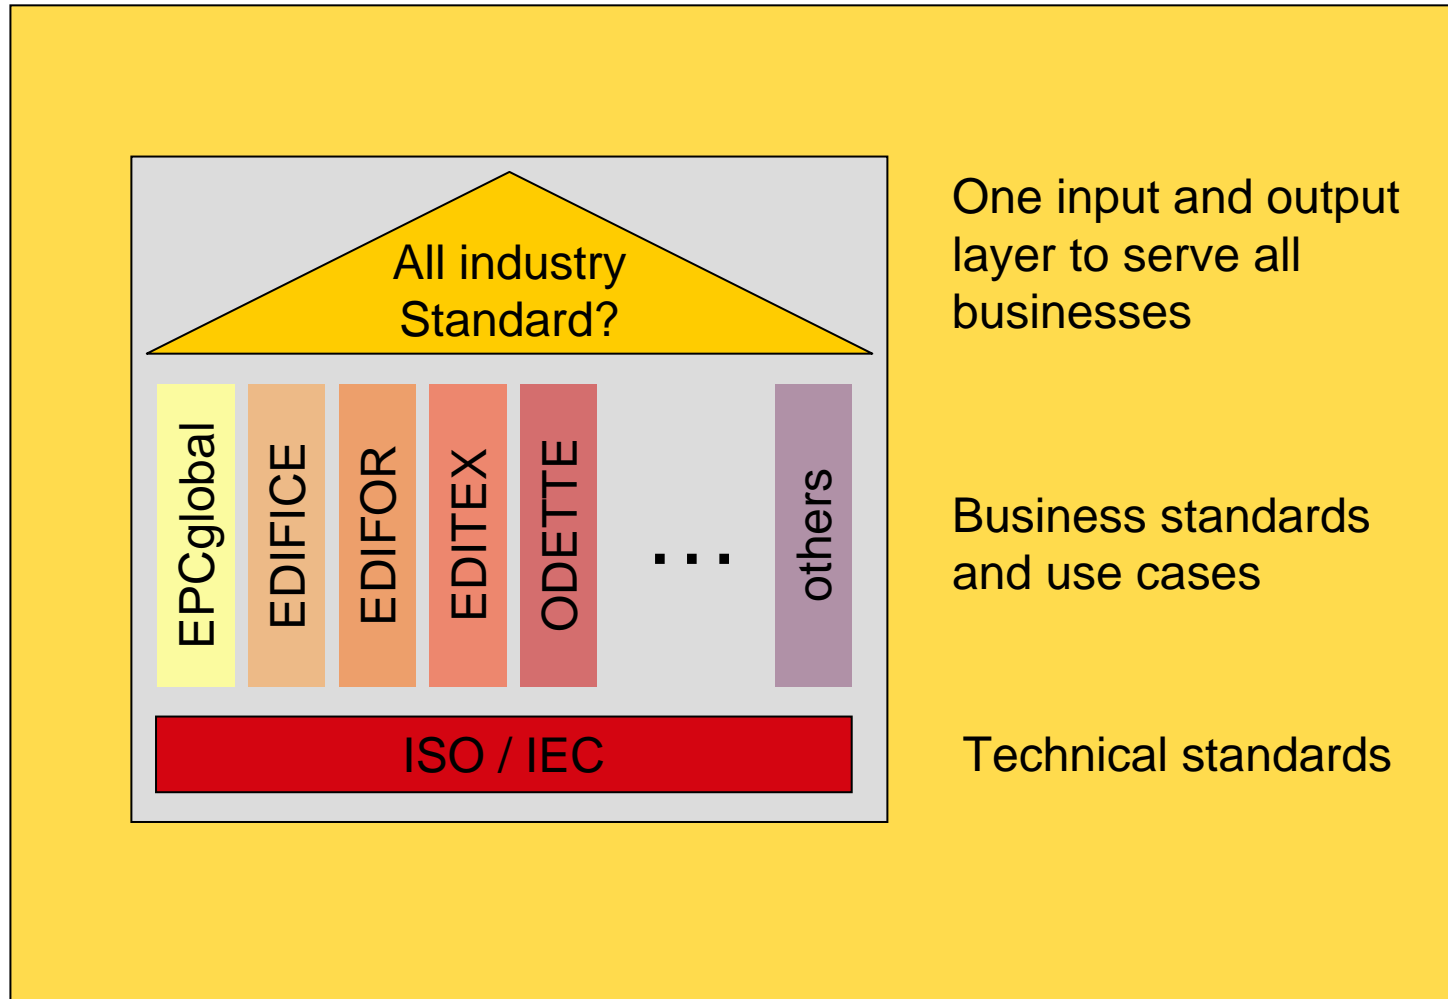 All industry
Standard?
One input and output
layer to serve all
businesses
EPCglobal
EDIFICE
EDIFOR
EDITEX
ODETTE
...
others
Business standards
and use cases
ISO / IEC
Technical standards